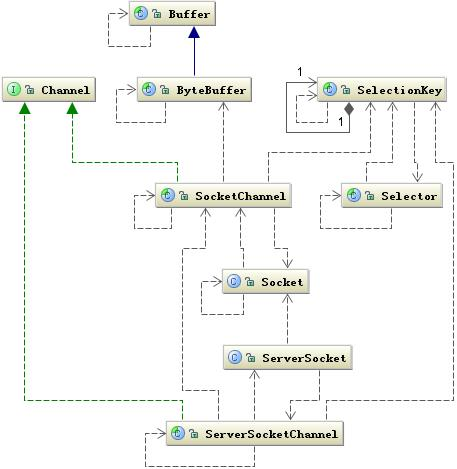 C Buffer
I Channel
C ByteBuffer
1
C SelectionKey
1
C SocketChannel
C Selector
C Socket
C ServerSocket
C ServerSocketChannel